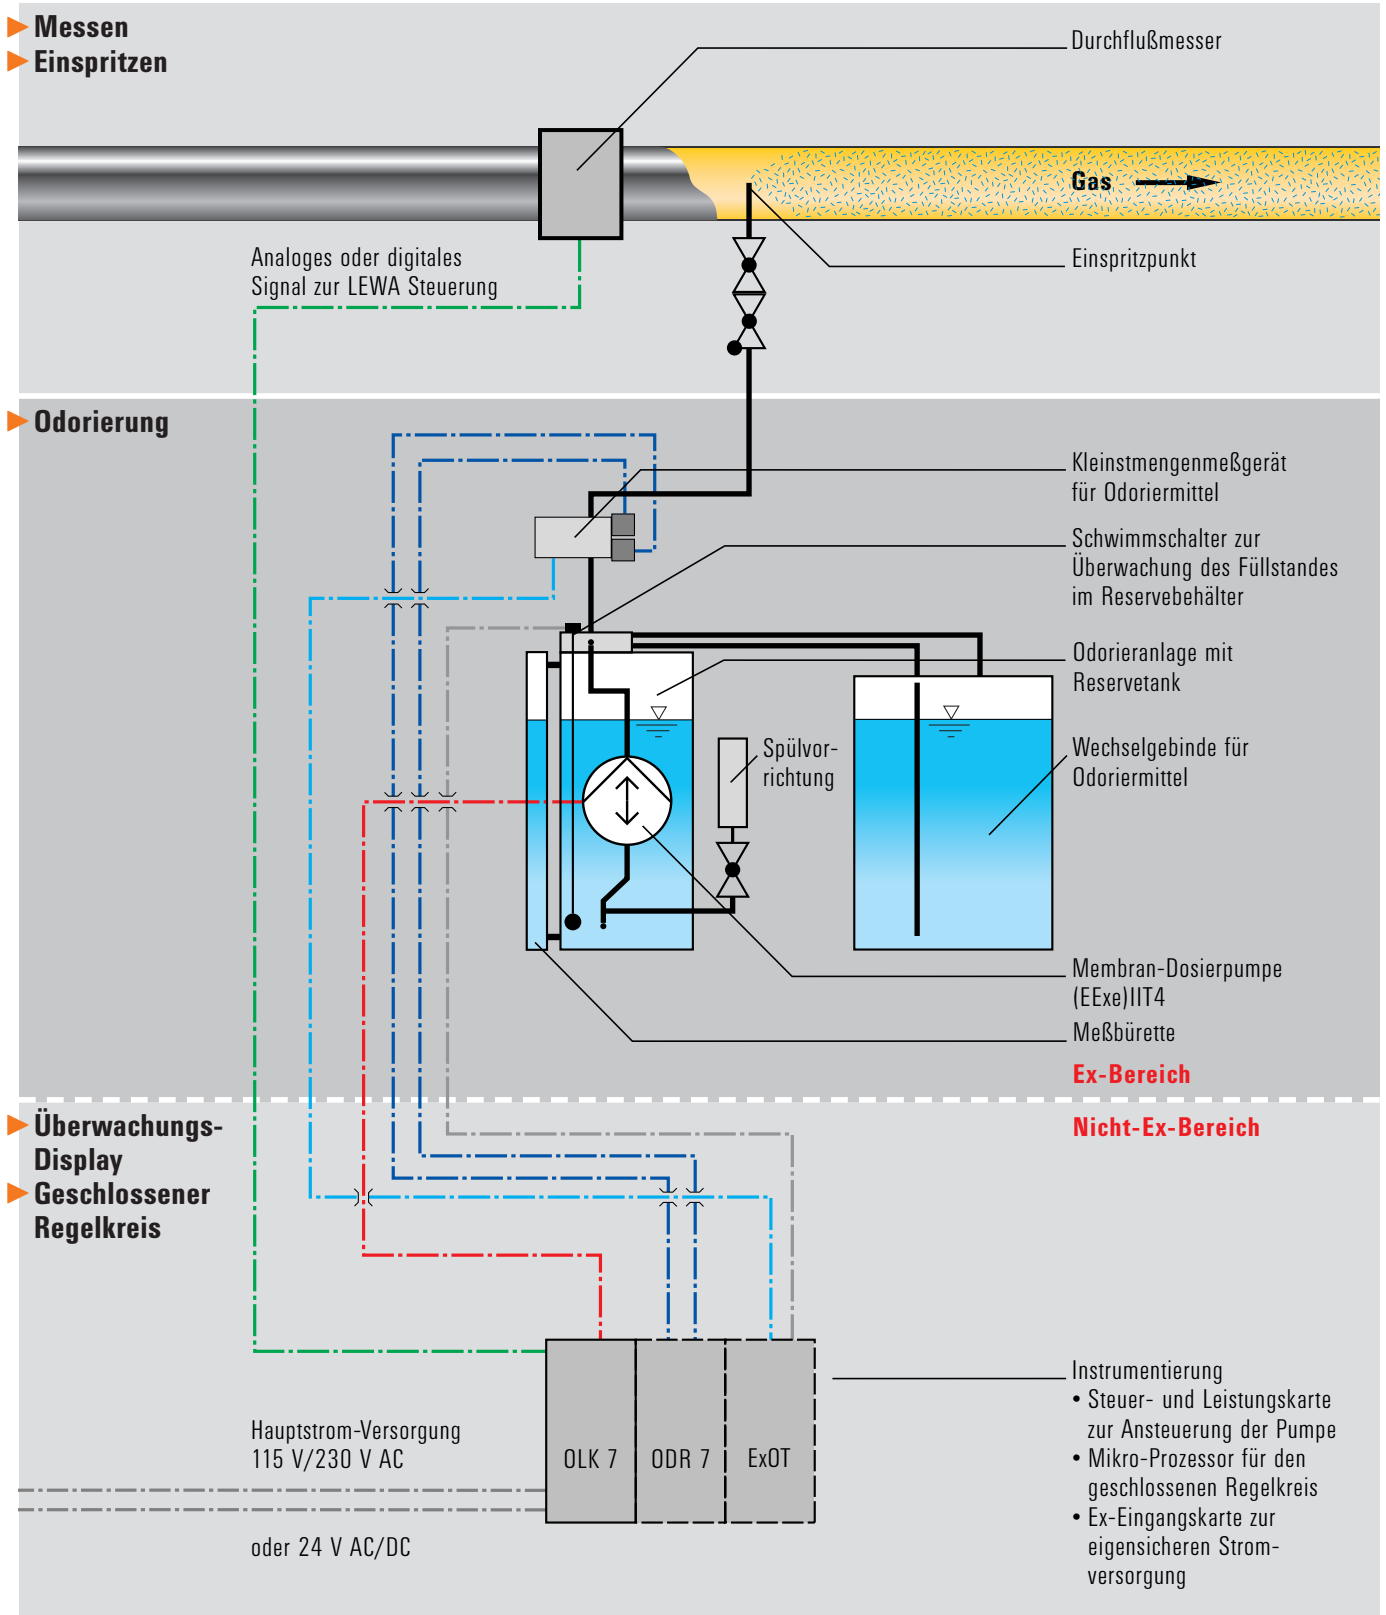 Messen
Einspritzen
Durchflußmesser
Gas
Analoges oder digitales
Signal zur LEWA Steuerung
Einspritzpunkt
Odorierung
Kleinstmengenmeßgerät
für Odoriermittel
Schwimmschalter zur
Überwachung des Füllstandes
im Reservebehälter
Odorieranlage mit
Reservetank
Spülvor-
richtung
Wechselgebinde für
Odoriermittel
Membran-Dosierpumpe
(EExe)IIT4
Meßbürette
Ex-Bereich
Nicht-Ex-Bereich
Überwachungs-
Display
Geschlossener
Regelkreis
Instrumentierung
• Steuer- und Leistungskarte
zur Ansteuerung der Pumpe
• Mikro-Prozessor für den
geschlossenen Regelkreis
• Ex-Eingangskarte zur
eigensicheren Strom-
versorgung
Hauptstrom-Versorgung
115 V/230 V AC
OLK 7
ODR 7
ExOT
oder 24 V AC/DC